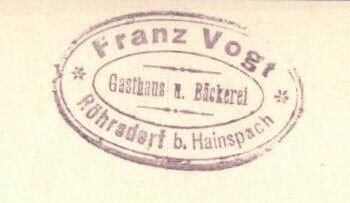 Franz Vogt
Gasthaus u. Bäckerei
Röhrsdorf b. Hainspach